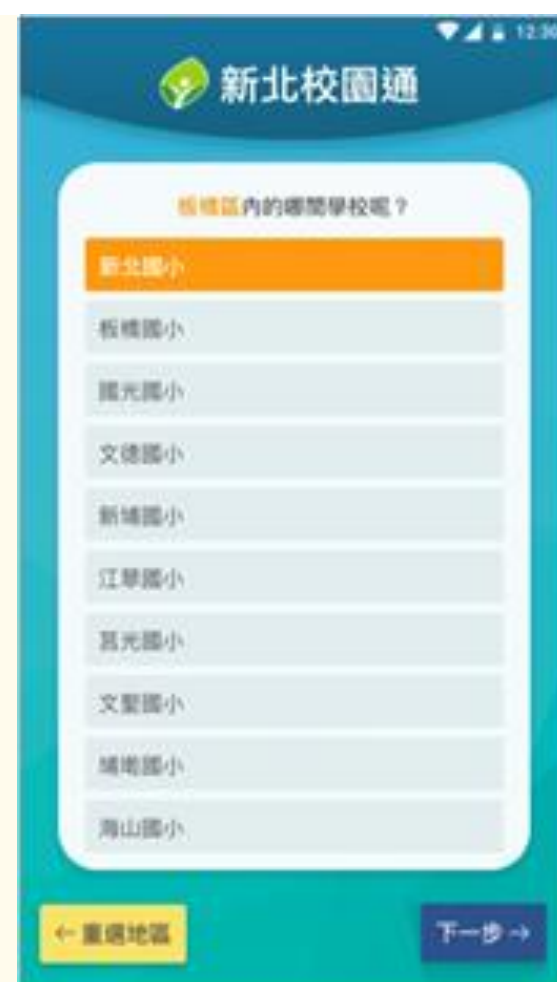 12:30
新北校園通
板橋區內的哪間學校呢？
新北國小
板橋國小
國光國小
文德國小
新埔國小
江翠國小
莒光國小
文聖國小
埔墘國小
海山國小
← 重選地區
下一步 →